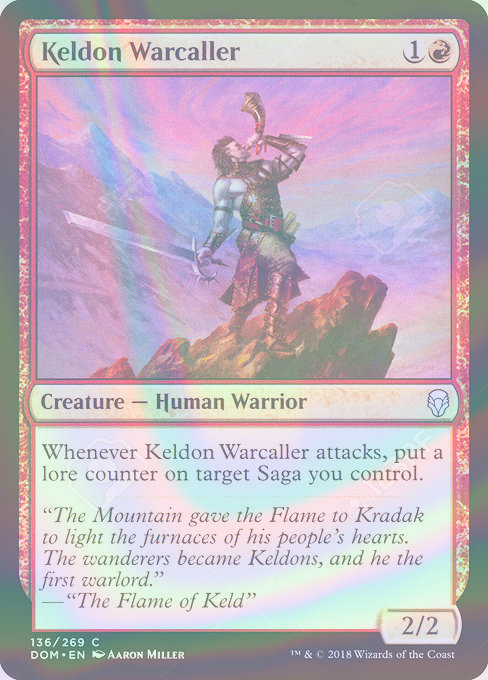 Keldon Warcaller 1
Creature — Human Warrior
Whenever Keldon Warcaller attacks, put a
lore counter on target Saga you control.
“The Mountain gave the Flame to Kradak
to light the furnaces of his people’s hearts.
The wanderers became Keldons, and he the
first warlord.”
—“The Flame of Keld”
2/2
136/269 C
DOM • EN Aaron Miller
™ & © 2018 Wizards of the Coast